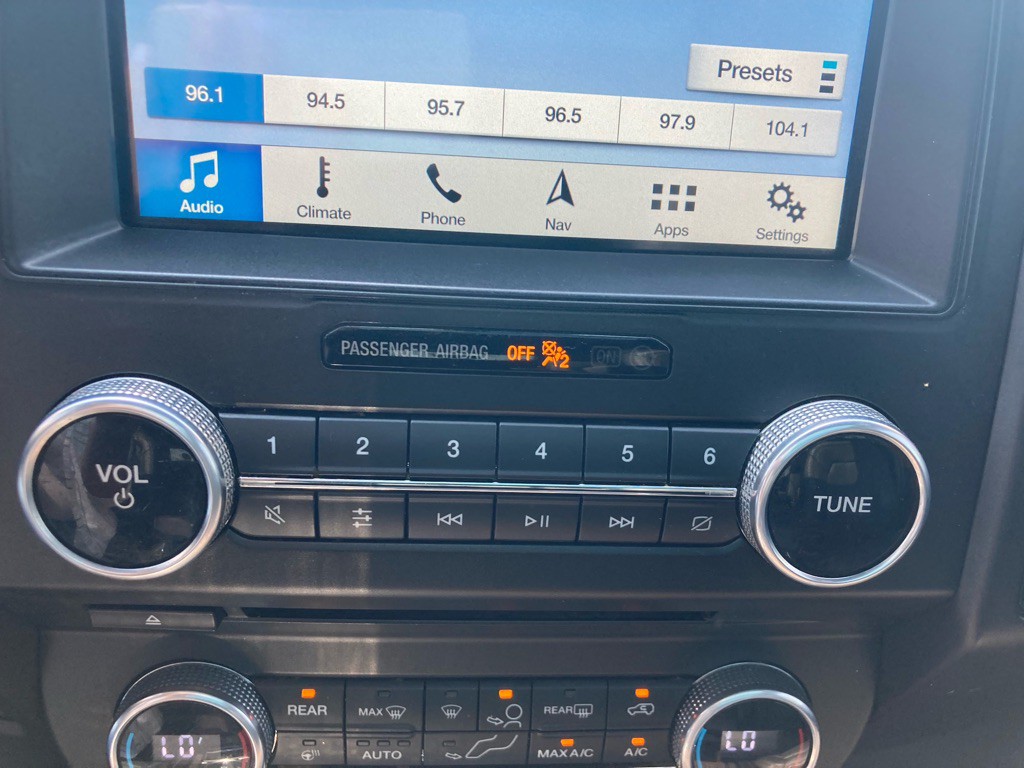 Presets
96.1 94.5 95.7 96.5 97.9 104.1
Audio Climate Phone Nav Apps Settings
PASSENGER AIRBAG OFF 2 ON
VOL
1 2 3 4 5 6
TUNE
REAR MAX REAR
LO AUTO MAX A/C A/C LO